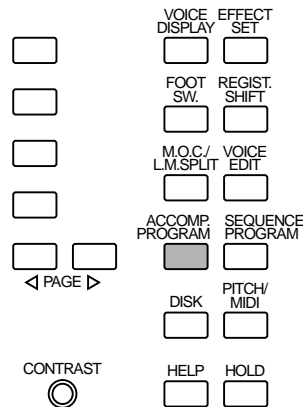 VOICE DISPLAY
EFFECT SET
FOOT SW.
REGIST. SHIFT
M.O.C./ L.M.SPLIT
VOICE EDIT
ACCOMP. PROGRAM
SEQUENCE PROGRAM
◁ PAGE ▷
DISK
PITCH/ MIDI
CONTRAST
HELP
HOLD